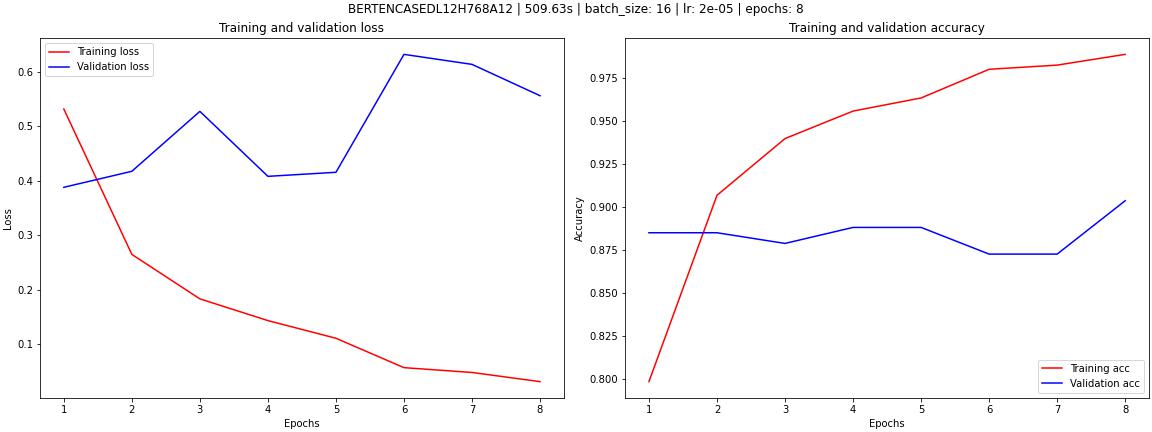 BERTENCASEDL12H768A12 | 509.63s | batch_size: 16 | lr: 2e-05 | epochs: 8
Training and validation loss
Training loss
Validation loss
0.6
0.5
0.4
0.3
0.2
0.1
Loss
1 2 3 4 5 6 7 8
Epochs
Training and validation accuracy
0.975
0.950
0.925
0.900
0.875
0.850
0.825
0.800
Accuracy
Training acc
Validation acc
1 2 3 4 5 6 7 8
Epochs